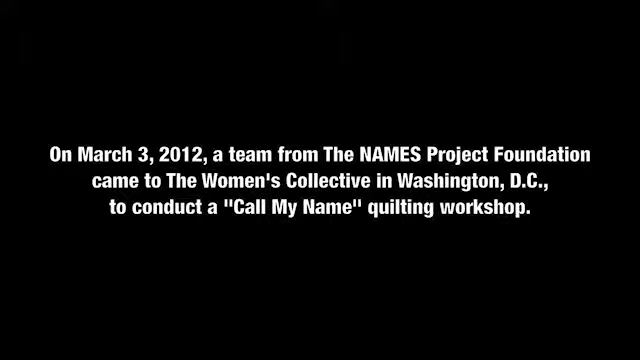 On March 3, 2012, a team from The NAMES Project Foundation
came to The Women's Collective in Washington, D.C.,
to conduct a "Call My Name" quilting workshop.